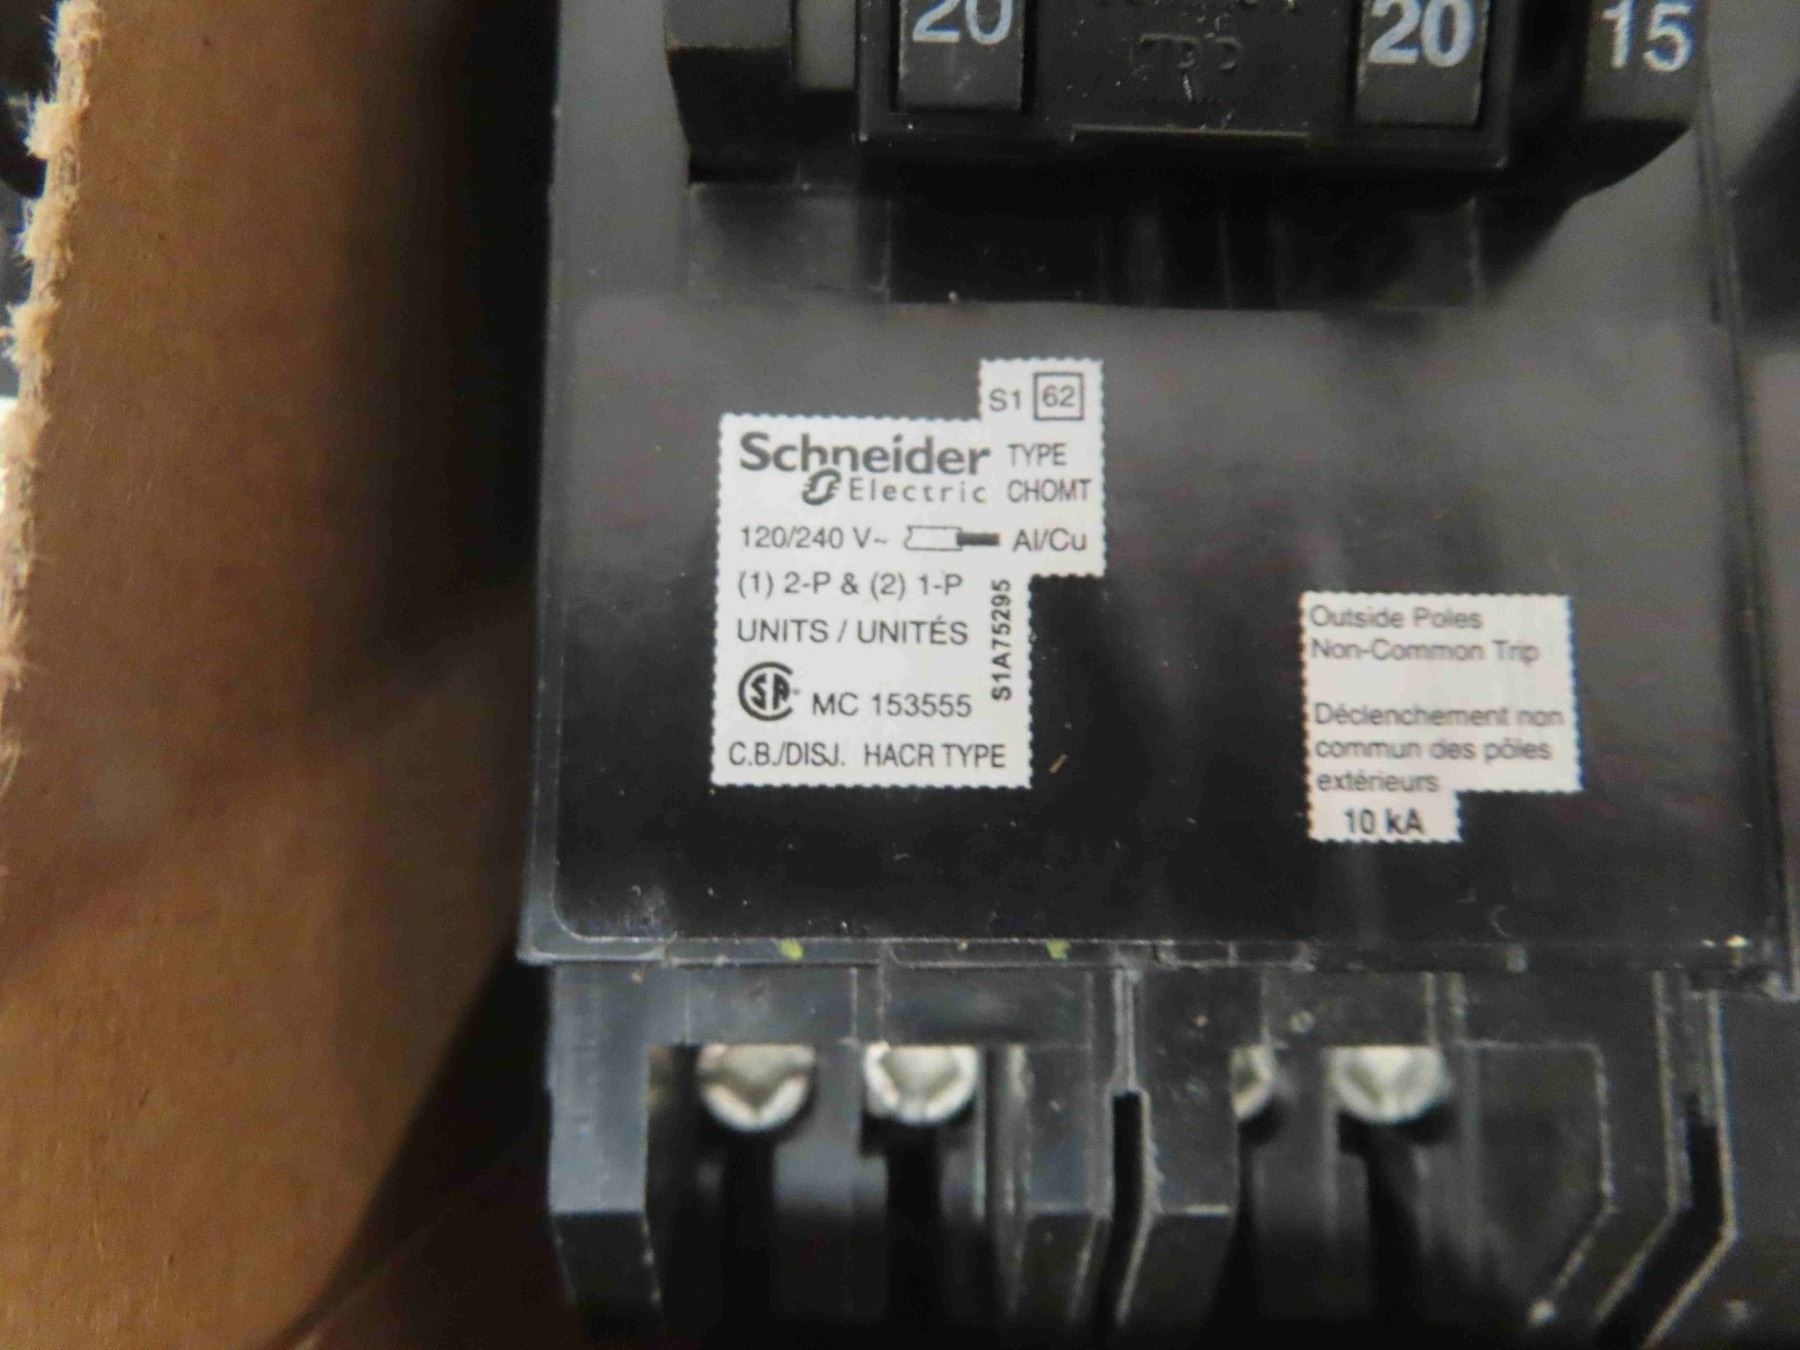 20
20
15
S1 62
Schneider
Electric
TYPE
CHOMT
120/240 V~ Al/Cu
(1) 2-P & (2) 1-P
UNITS / UNITÉS
S1A75295
MC 153555
C.B./DISJ. HACR TYPE
Outside Poles
Non-Common Trip
Déclenchement non
commun des pôles
extérieurs
10 kA